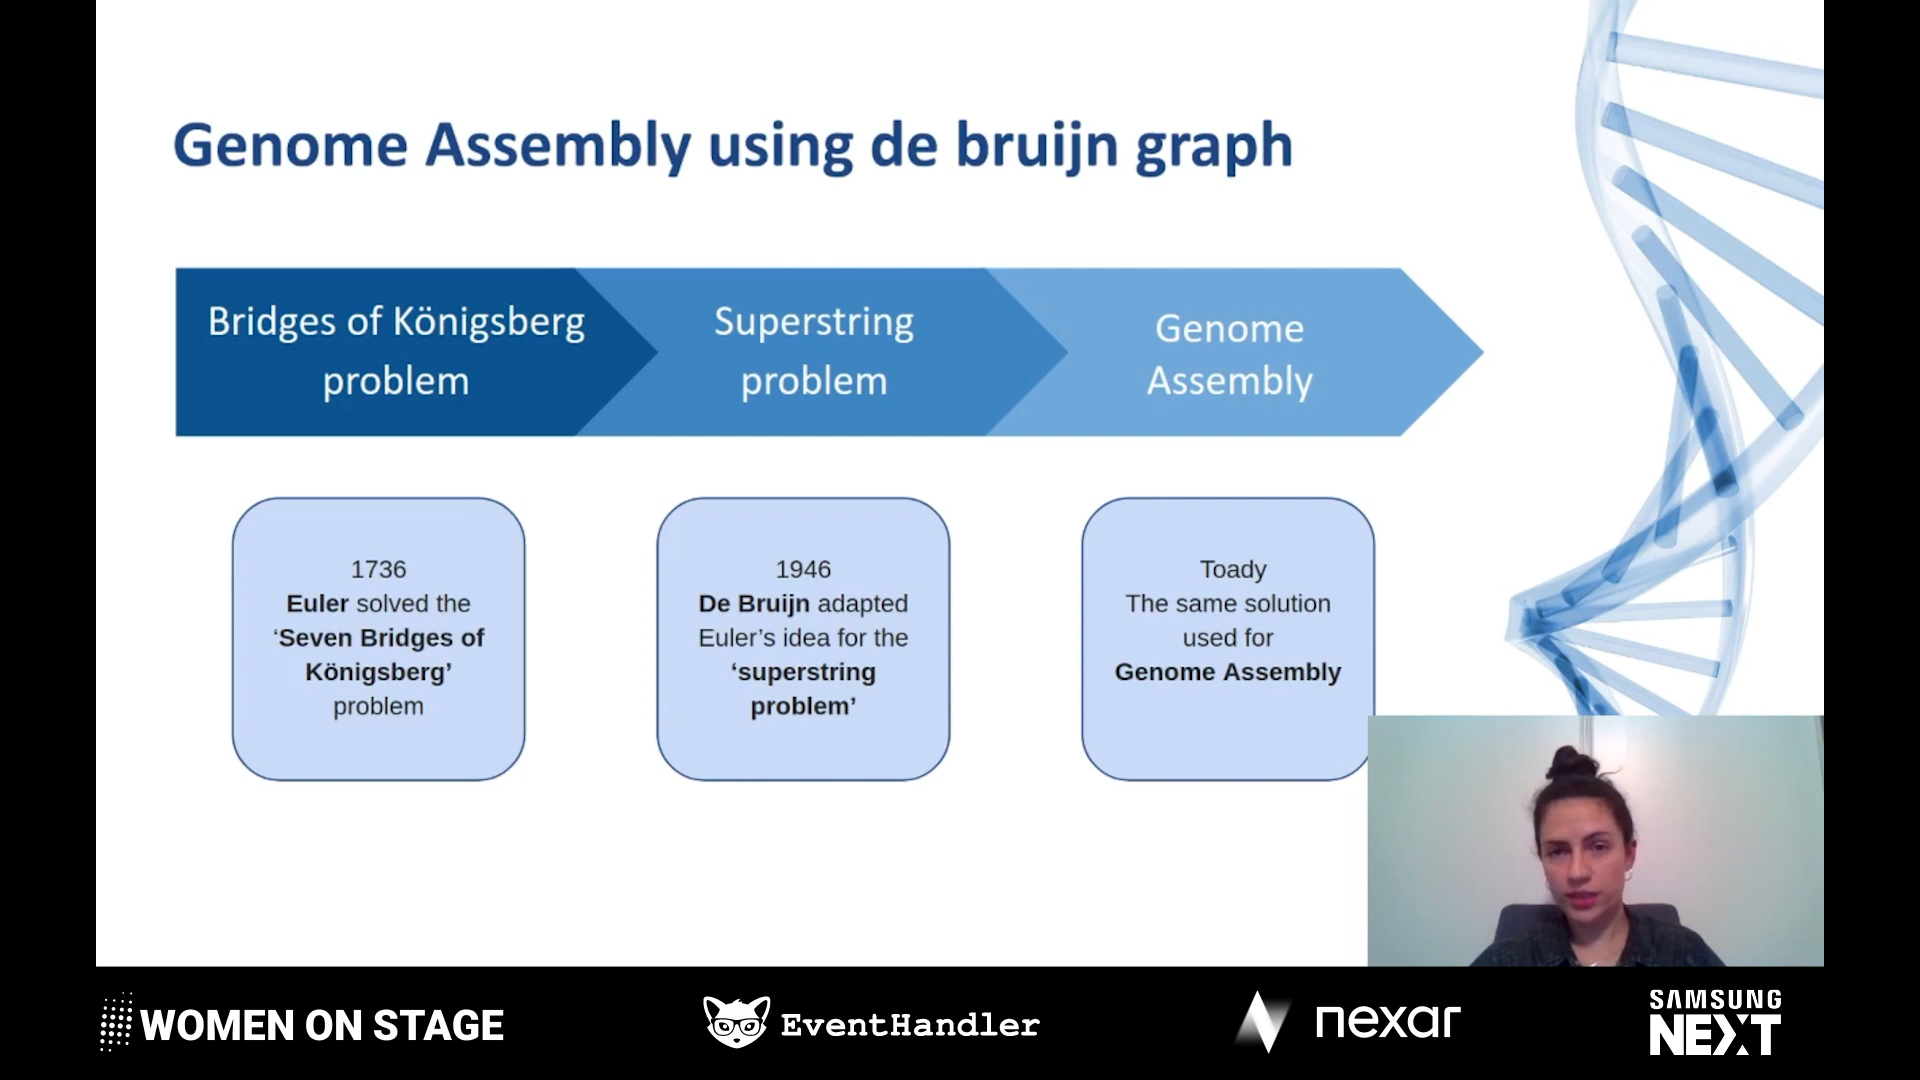 Genome Assembly using de bruijn graph
Bridges of Königsberg
problem
Superstring
problem
Genome
Assembly
1736
Euler solved the
‘Seven Bridges of
Königsberg’
problem
1946
De Bruijn adapted
Euler’s idea for the
‘superstring
problem’
Toady
The same solution
used for
Genome Assembly
WOMEN ON STAGE
EventHandler
nexar
SAMSUNG
NEXT